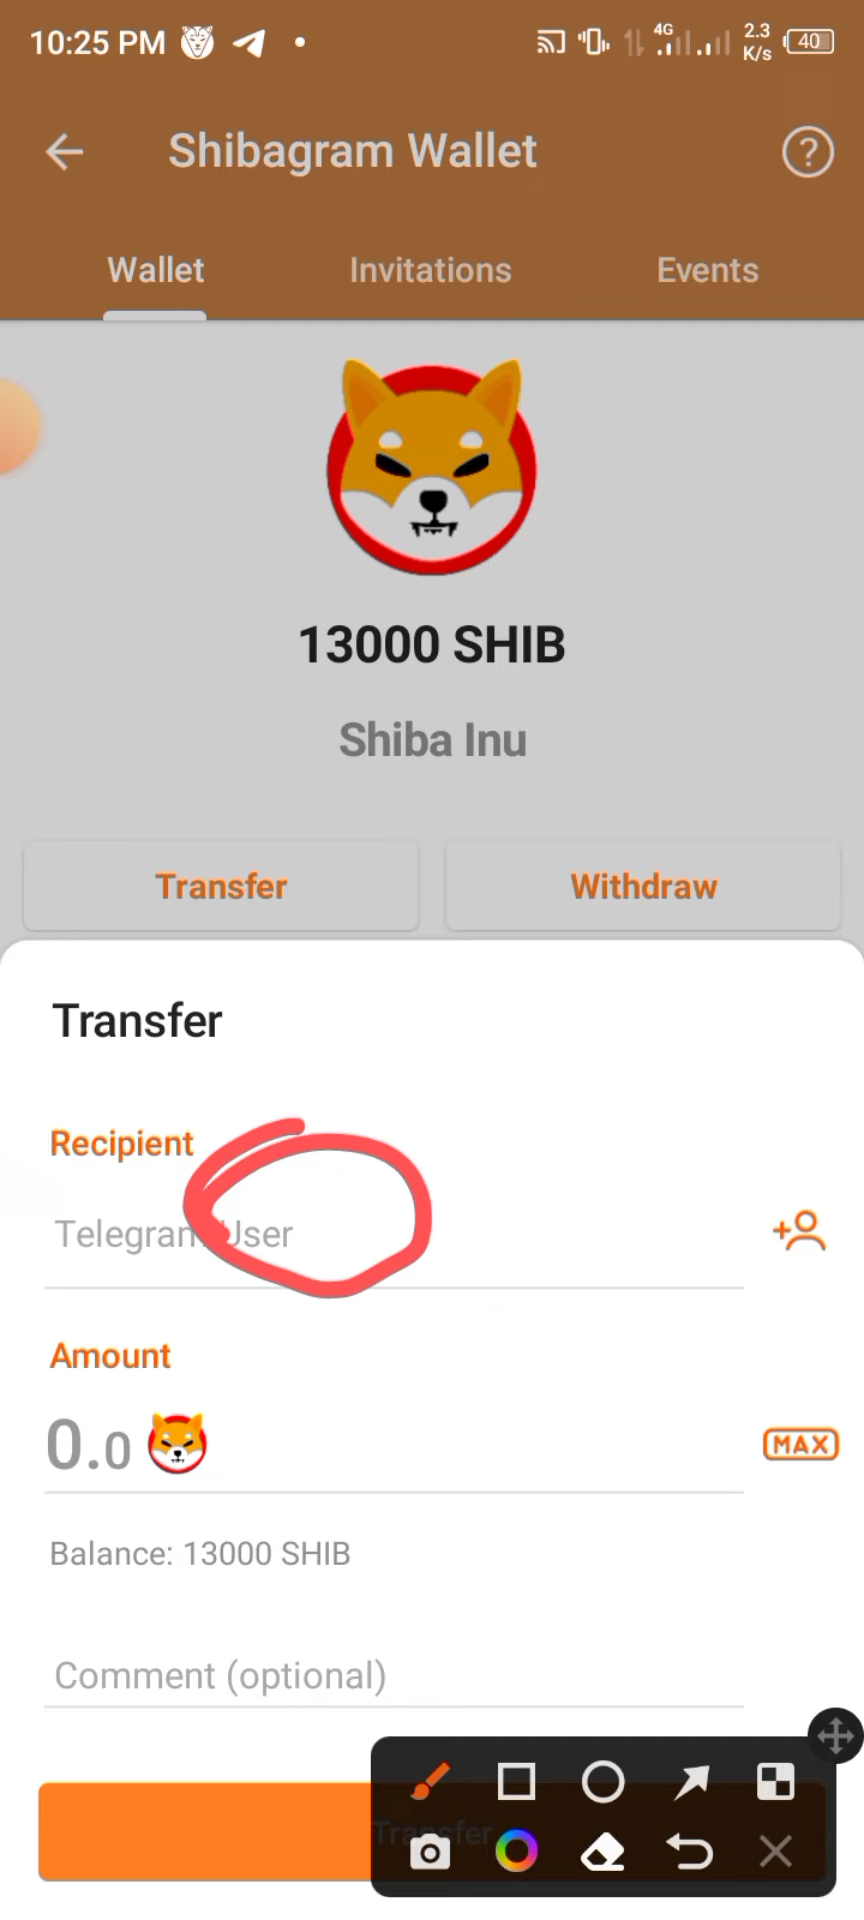 10:25 PM
4G
2.3
K/s
40
Shibagram Wallet
?
Wallet
Invitations
Events
13000 SHIB
Shiba Inu
Transfer
Withdraw
Transfer
Recipient
Telegram User
Amount
0.0
MAX
Balance: 13000 SHIB
Comment (optional)
Transfer